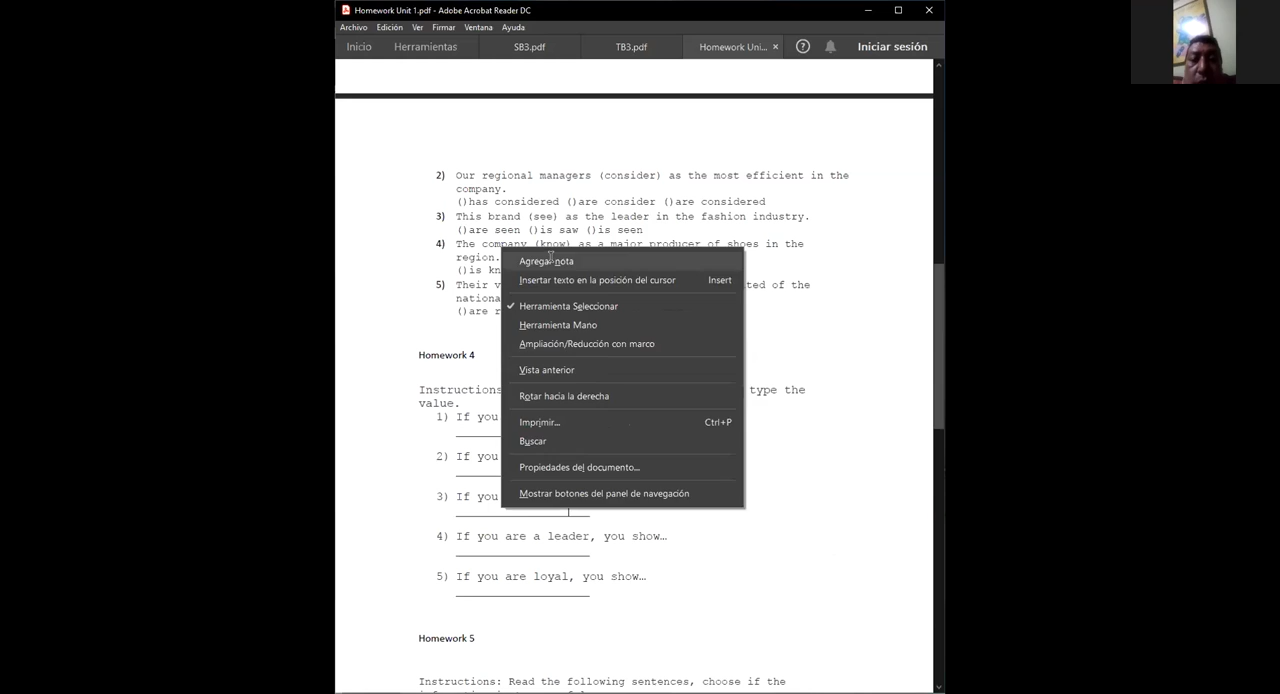 Homework Unit 1.pdf - Adobe Acrobat Reader DC
Archivo Edición Ver Firmar Ventana Ayuda
Inicio Herramientas SB3.pdf TB3.pdf Homework Uni... × ? Iniciar sesión
2) Our regional managers (consider) as the most efficient in the
company.
()has considered ()are consider ()are considered
3) This brand (see) as the leader in the fashion industry.
()are seen ()is saw ()is seen
4) The company (know) as a major producer of shoes in the
region.
()is kn
5) Their v ted of the
nationa
()are r
Agregar nota
Insertar texto en la posición del cursor Insert
Herramienta Seleccionar
Herramienta Mano
Ampliación/Reducción con marco
Vista anterior
Rotar hacia la derecha
Imprimir... Ctrl+P
Buscar
Propiedades del documento...
Mostrar botones del panel de navegación
Homework 4
Instructions type the
value.
1) If you
2) If you
3) If you
4) If you are a leader, you show…
5) If you are loyal, you show…
Homework 5
Instructions: Read the following sentences, choose if the